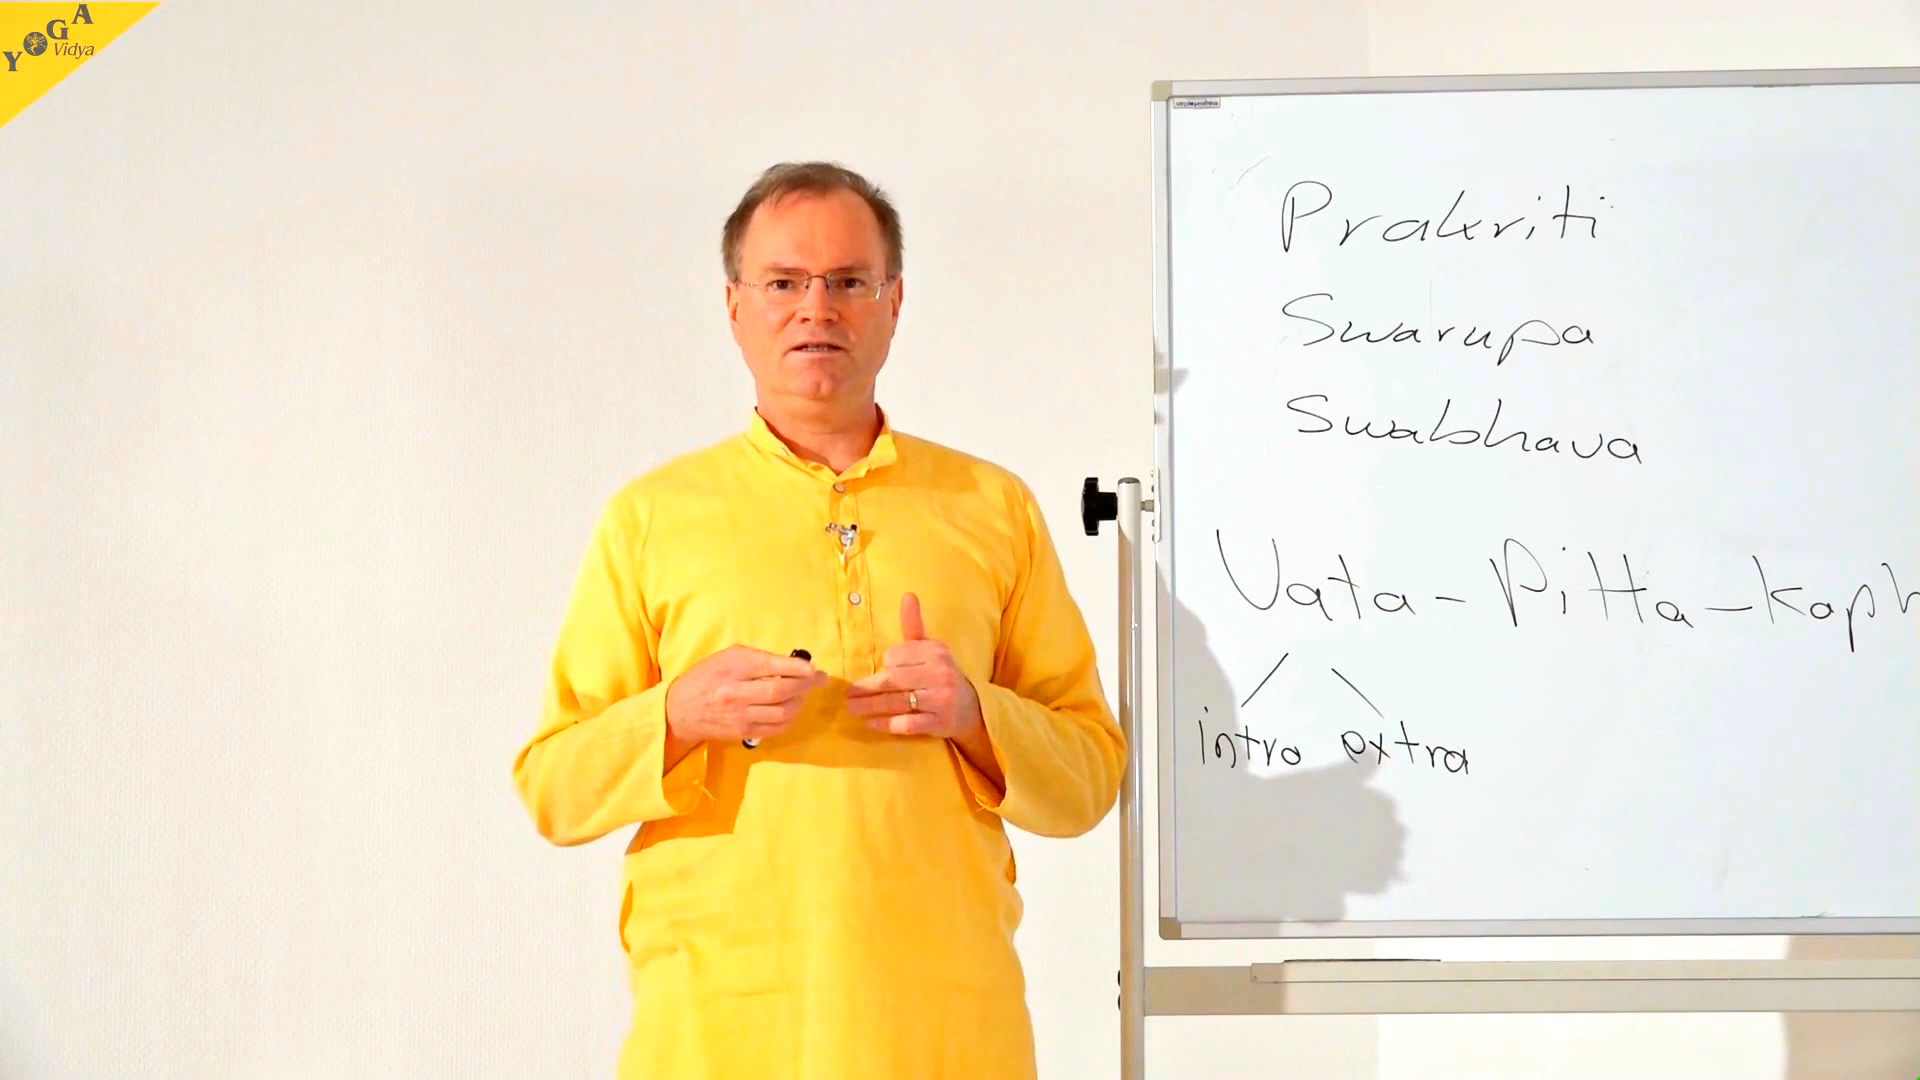 YOGA
Vidya
Prakriti
Swarupa
Swabhava
Vata - Pitta - Kaph
intro extra